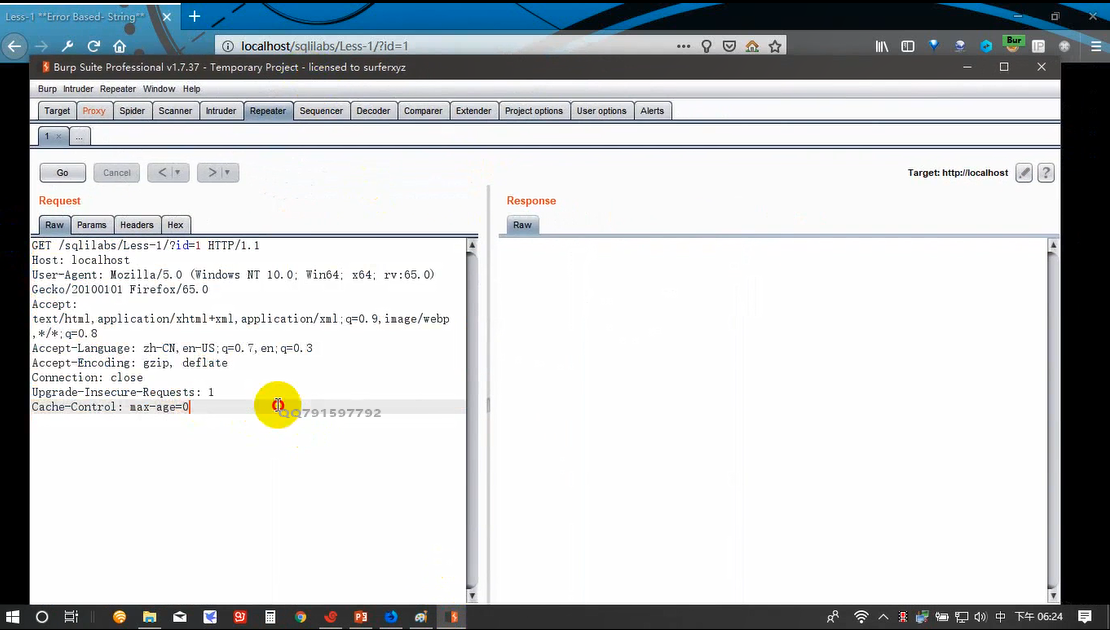 Less-1 **Error Based- String**
localhost/sqlilabs/Less-1/?id=1
Bur
Burp Suite Professional v1.7.37 - Temporary Project - licensed to surferxyz
Burp Intruder Repeater Window Help
Target Proxy Spider Scanner Intruder Repeater Sequencer Decoder Comparer Extender Project options User options Alerts
1 × ...
Go Cancel < > Target: http://localhost ?
Request
Response
Raw Params Headers Hex
Raw
GET /sqlilabs/Less-1/?id=1 HTTP/1.1
Host: localhost
User-Agent: Mozilla/5.0 (Windows NT 10.0; Win64; x64; rv:65.0)
Gecko/20100101 Firefox/65.0
Accept:
text/html,application/xhtml+xml,application/xml;q=0.9,image/webp
,*/*;q=0.8
Accept-Language: zh-CN,en-US;q=0.7,en;q=0.3
Accept-Encoding: gzip, deflate
Connection: close
Upgrade-Insecure-Requests: 1
Cache-Control: max-age=0
QQ791597792
中 下午 06:24